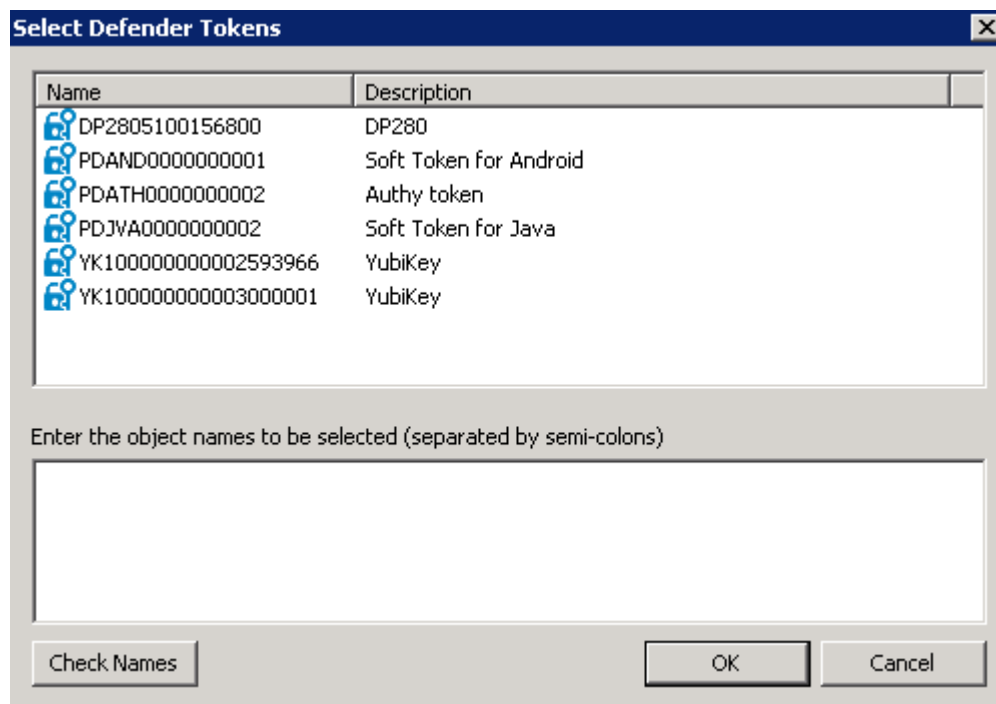 Select Defender Tokens
Name Description
DP2805100156800 DP280
PDAND0000000001 Soft Token for Android
PDATH0000000002 Authy token
PDJVA0000000002 Soft Token for Java
YK100000000002593966 YubiKey
YK100000000003000001 YubiKey
Enter the object names to be selected (separated by semi-colons)
Check Names OK Cancel